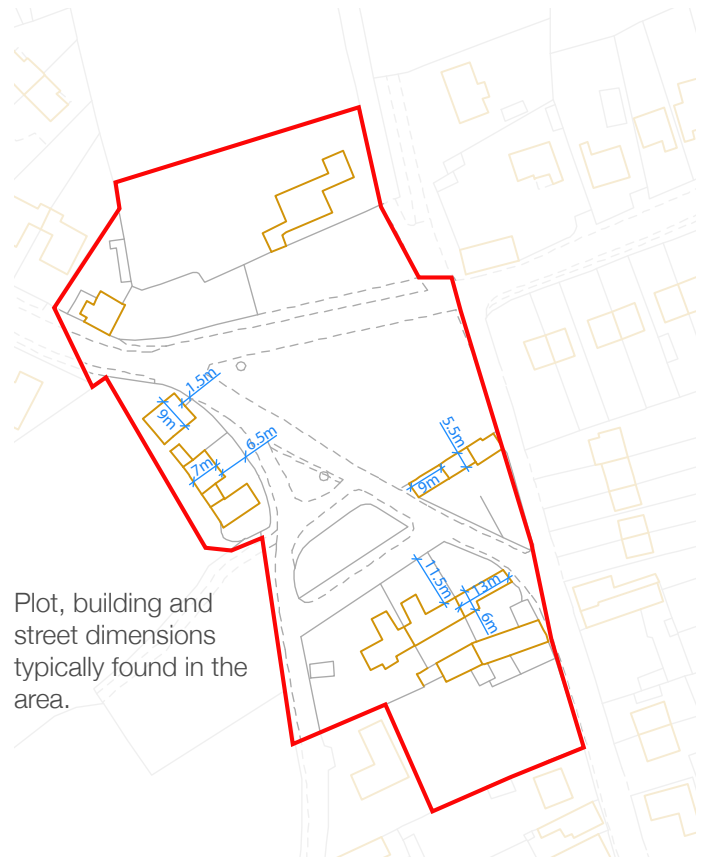 1.5m
9m
6.5m
7m
5.5m
9m
11.5m
13m
6m
Plot, building and
street dimensions
typically found in the
area.